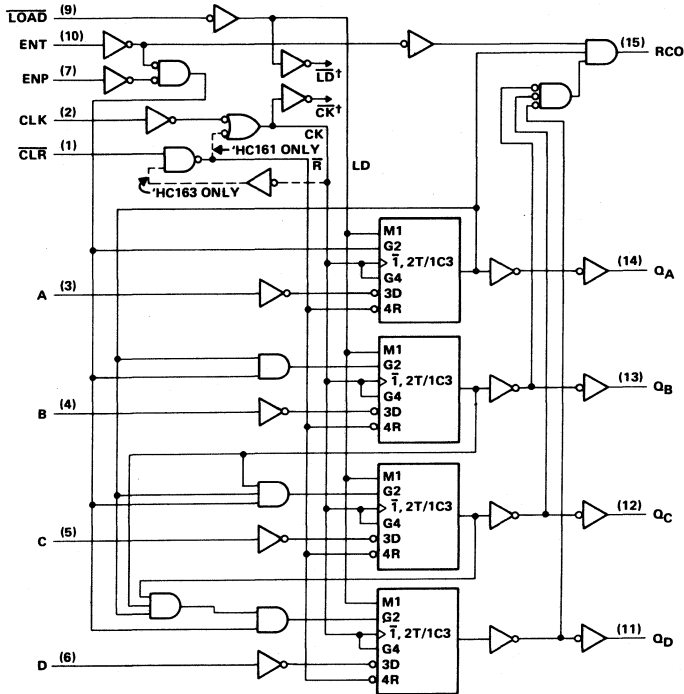 LOAD (9)
ENT (10)
(15) RCO
ENP (7)
LD†
CLK (2)
CK†
CK
CLR (1)
'HC161 ONLY
R LD
'HC163 ONLY
M1
G2
1, 2T/1C3
G4
3D
4R
(14) QA
A (3)
M1
G2
1, 2T/1C3
G4
3D
4R
(13) QB
B (4)
M1
G2
1, 2T/1C3
G4
3D
4R
(12) QC
C (5)
M1
G2
1, 2T/1C3
G4
3D
4R
(11) QD
D (6)